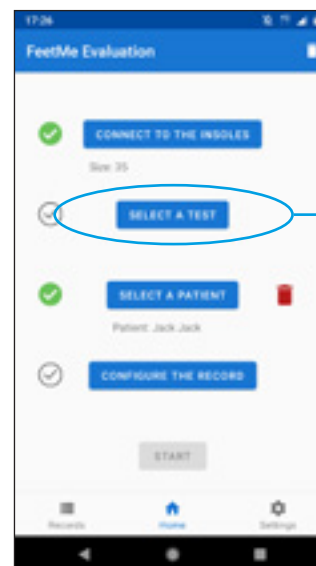 17:26
FeetMe Evaluation
CONNECT TO THE INSOLES
Size: 35
SELECT A TEST
SELECT A PATIENT
Patient: Jack Jack
CONFIGURE THE RECORD
START
Records Home Settings